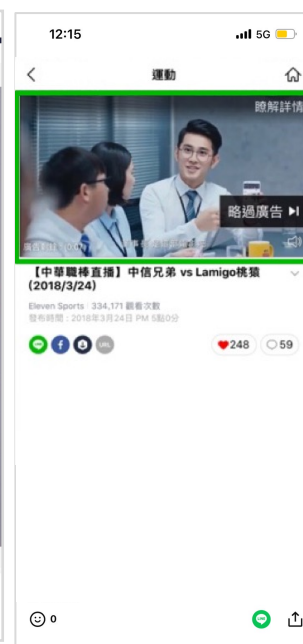 12:15
5G
運動
瞭解詳情
略過廣告
【中華職棒直播】中信兄弟 vs Lamigo桃猿
(2018/3/24)
Eleven Sports 334,171 觀看次數
發布時間：2018年3月24日 PM 5點0分
URL
248
59
0